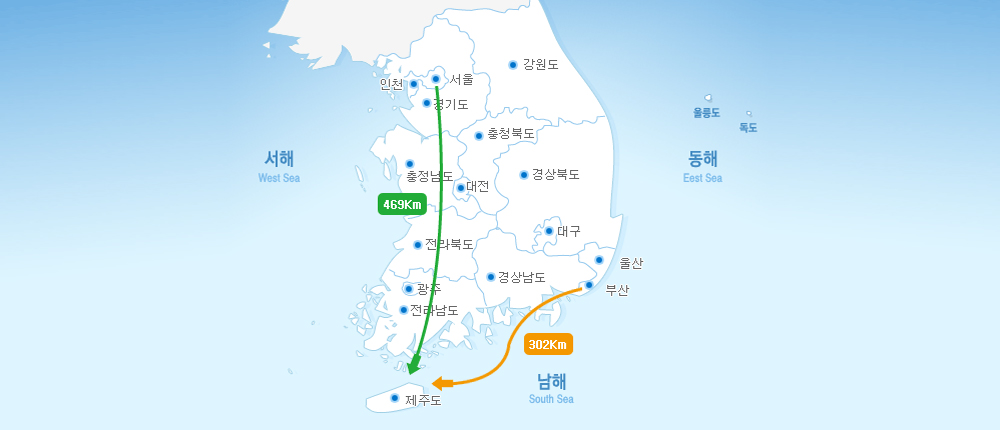 강원도
서울
인천
경기도
울릉도
독도
충청북도
서해
West Sea
동해
Eest Sea
충정남도
대전
경상북도
469Km
대구
전라북도
울산
경상남도
광주
부산
전라남도
302Km
남해
South Sea
제주도